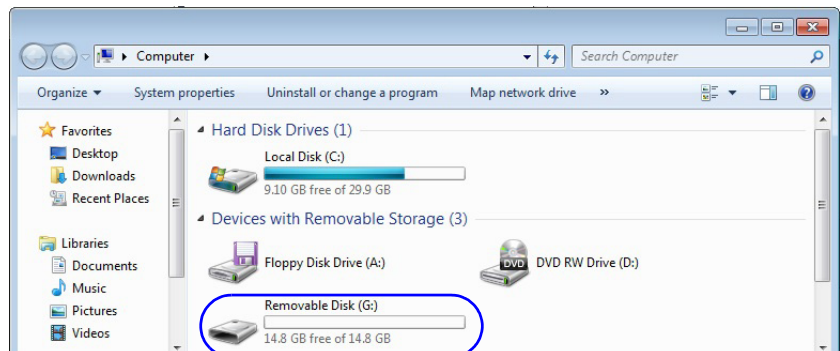 Computer
Search Computer
Organize
System properties
Uninstall or change a program
Map network drive
»
Favorites
Desktop
Downloads
Recent Places
Libraries
Documents
Music
Pictures
Videos
Hard Disk Drives (1)
Local Disk (C:)
9.10 GB free of 29.9 GB
Devices with Removable Storage (3)
Floppy Disk Drive (A:)
DVD
DVD RW Drive (D:)
Removable Disk (G:)
14.8 GB free of 14.8 GB